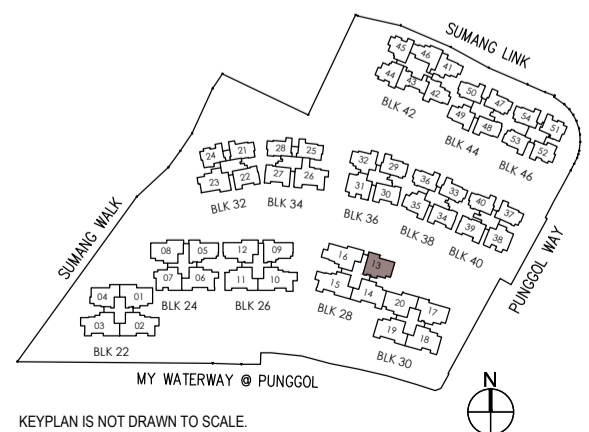 SUMANG LINK
45 46 41
44 43 42
BLK 42
50 47
49 48
BLK 44
54 51
53 52
BLK 46
24 21
23 22
BLK 32
28 25
27 26
BLK 34
32 29
31 30
BLK 36
36 33
35 34
BLK 38
40 37
39 38
BLK 40
SUMANG WALK
PUNGGOL WAY
08 05
07 06
BLK 24
12 09
11 10
BLK 26
16 13
15 14
BLK 28
20 17
19 18
BLK 30
04 01
03 02
BLK 22
MY WATERWAY @ PUNGGOL
N
KEYPLAN IS NOT DRAWN TO SCALE.